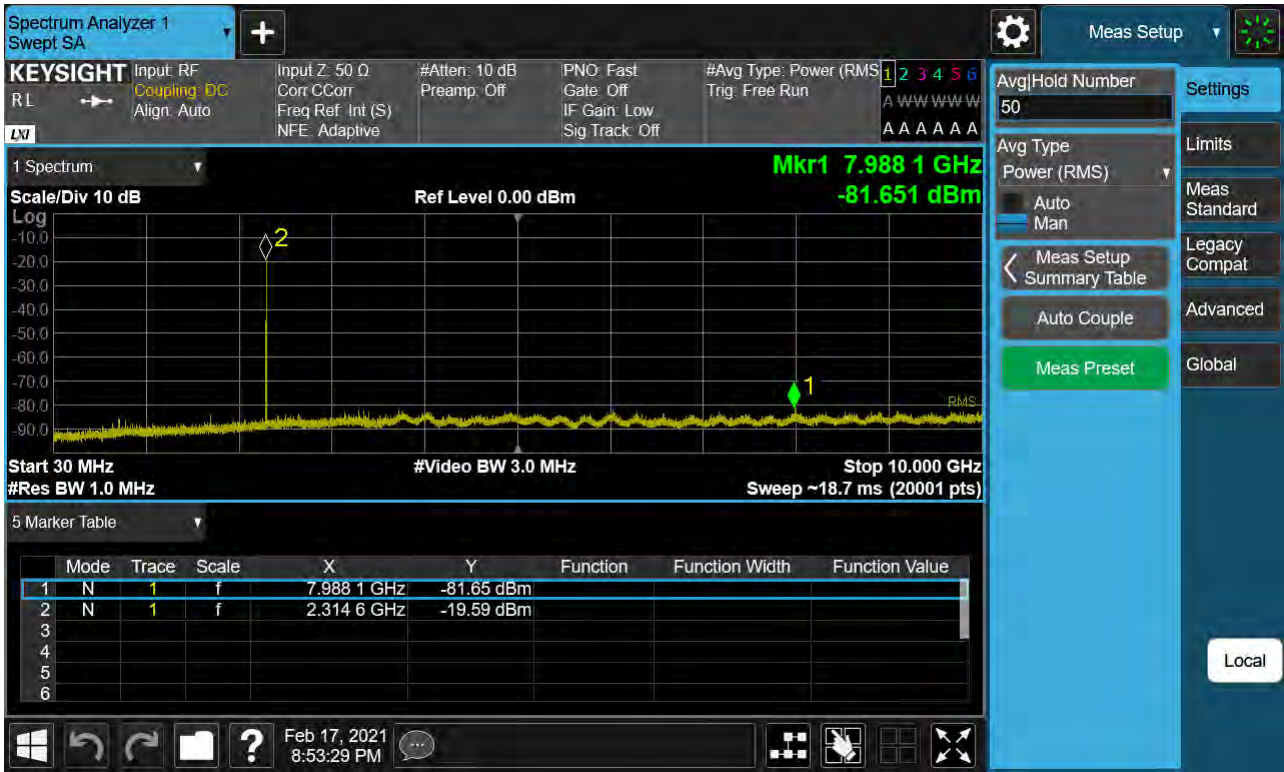 Spectrum Analyzer 1
Swept SA
+
Meas Setup
KEYSIGHT
RL
LXI
Input: RF
Coupling: DC
Align: Auto
Input Z: 50 Ω
Corr CCorr
Freq Ref: Int (S)
NFE: Adaptive
#Atten: 10 dB
Preamp: Off
PNO: Fast
Gate: Off
IF Gain: Low
Sig Track: Off
#Avg Type: Power (RMS
Trig: Free Run
1 2 3 4 5 6
A W W W W W
A A A A A A
1 Spectrum
Mkr1 7.988 1 GHz
-81.651 dBm
Scale/Div 10 dB
Ref Level 0.00 dBm
Log
-10.0
-20.0
-30.0
-40.0
-50.0
-60.0
-70.0
-80.0
-90.0
2
1
RMS
Start 30 MHz
#Video BW 3.0 MHz
Stop 10.000 GHz
#Res BW 1.0 MHz
Sweep ~18.7 ms (20001 pts)
5 Marker Table
Mode Trace Scale X Y Function Function Width Function Value
1 N 1 f 7.988 1 GHz -81.65 dBm
2 N 1 f 2.314 6 GHz -19.59 dBm
3
4
5
6
Avg|Hold Number
50
Avg Type
Power (RMS)
Auto
Man
Meas Setup
Summary Table
Auto Couple
Meas Preset
Settings
Limits
Meas
Standard
Legacy
Compat
Advanced
Global
Local
?
Feb 17, 2021
8:53:29 PM